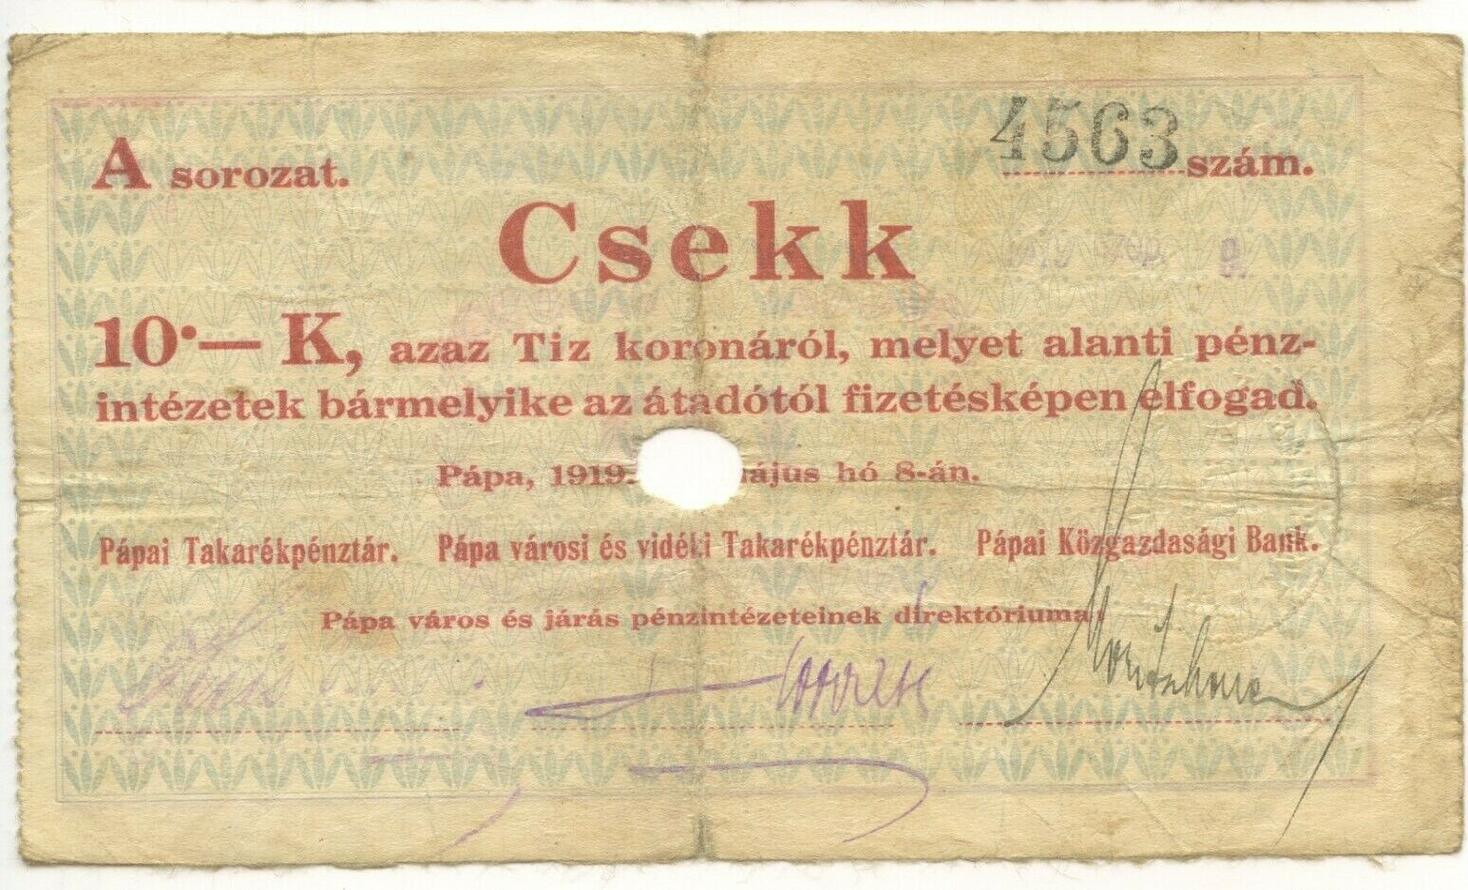 A sorozat. 4563 szám.
Csekk
10·— K, azaz Tiz koronáról, melyet alanti pénz-
intézetek bármelyike az átadótól fizetésképen elfogad.
Pápa, 1919. ájus hó 8-án.
Pápai Takarékpénztár. Pápa városi és vidéki Takarékpénztár. Pápai Közgazdasági Bank.
Pápa város és járás pénzintézeteinek direktóriuma: